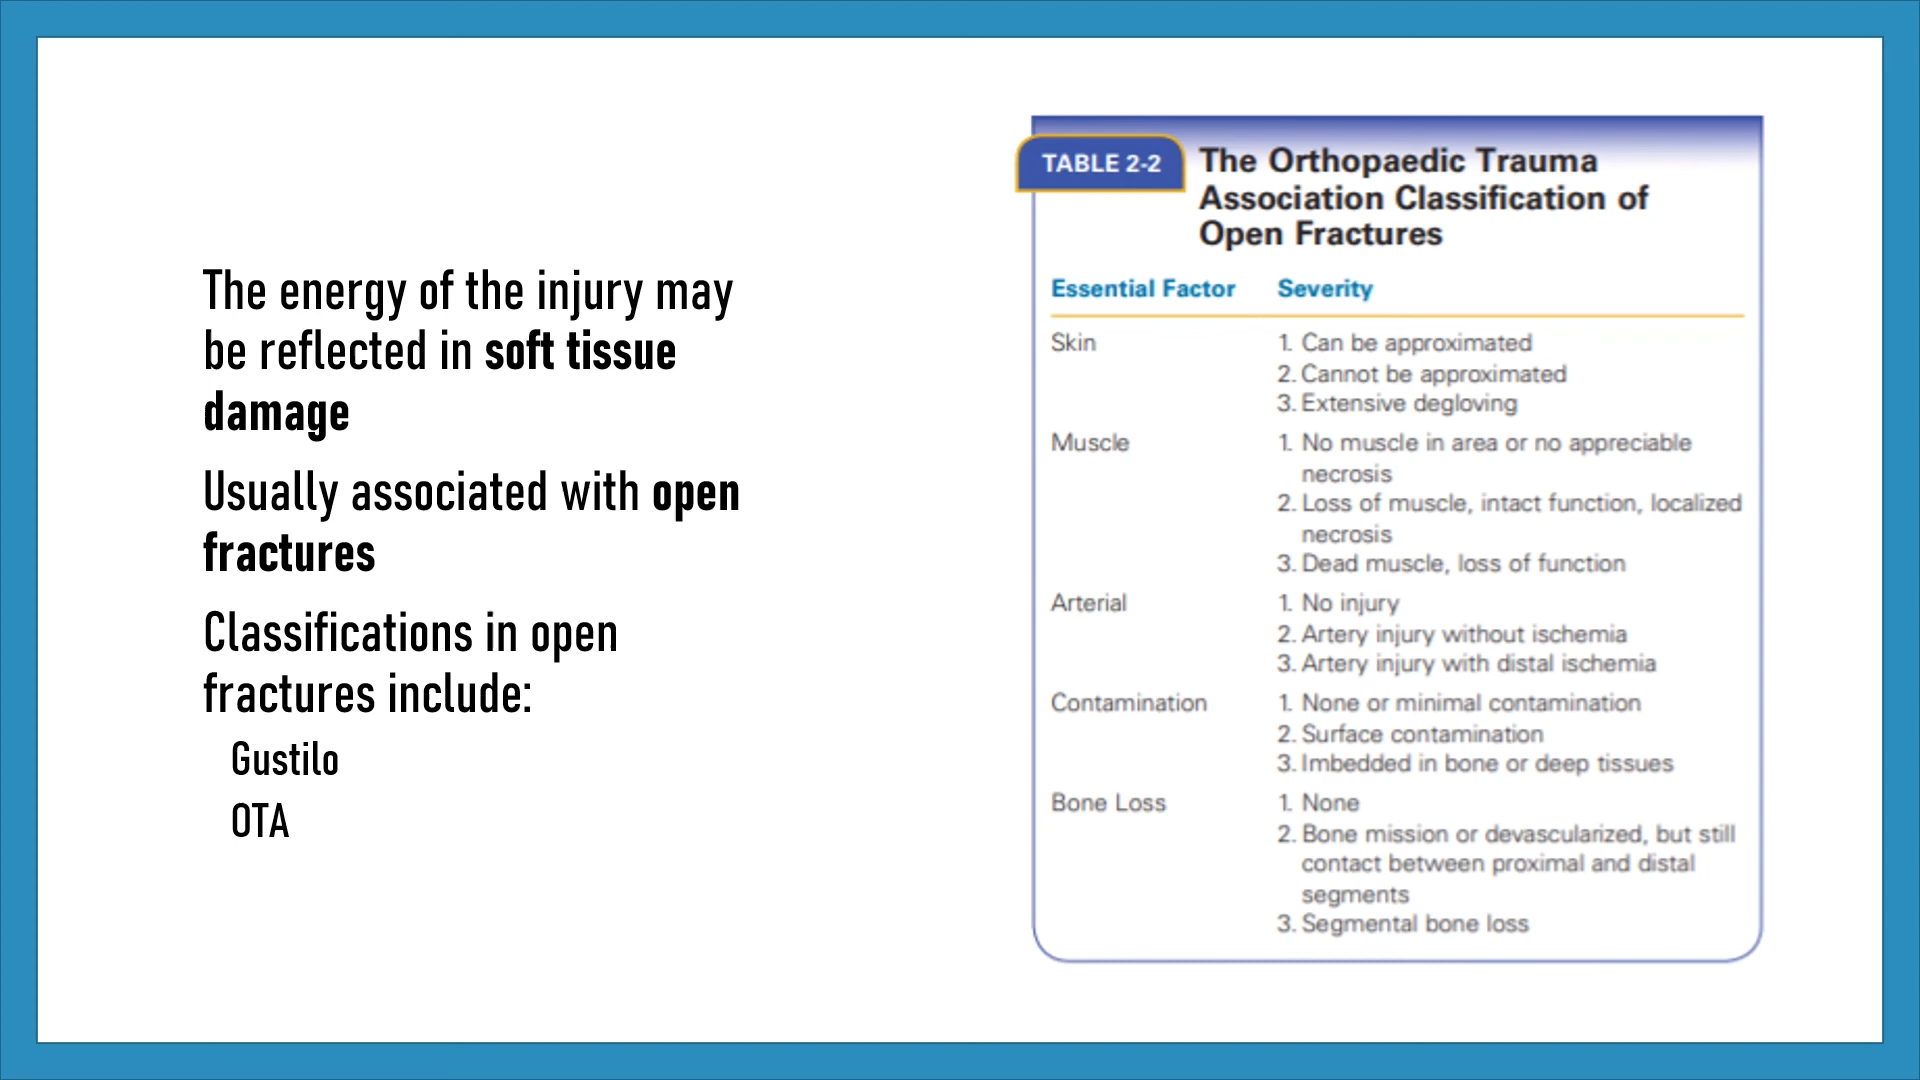 The energy of the injury may
be reflected in soft tissue
damage
Usually associated with open
fractures
Classifications in open
fractures include:
Gustilo
OTA
TABLE 2-2
The Orthopaedic Trauma
Association Classification of
Open Fractures
Essential Factor Severity
Skin 1. Can be approximated
2. Cannot be approximated
3. Extensive degloving
Muscle 1. No muscle in area or no appreciable
necrosis
2. Loss of muscle, intact function, localized
necrosis
3. Dead muscle, loss of function
Arterial 1. No injury
2. Artery injury without ischemia
3. Artery injury with distal ischemia
Contamination 1. None or minimal contamination
2. Surface contamination
3. Imbedded in bone or deep tissues
Bone Loss 1. None
2. Bone mission or devascularized, but still
contact between proximal and distal
segments
3. Segmental bone loss